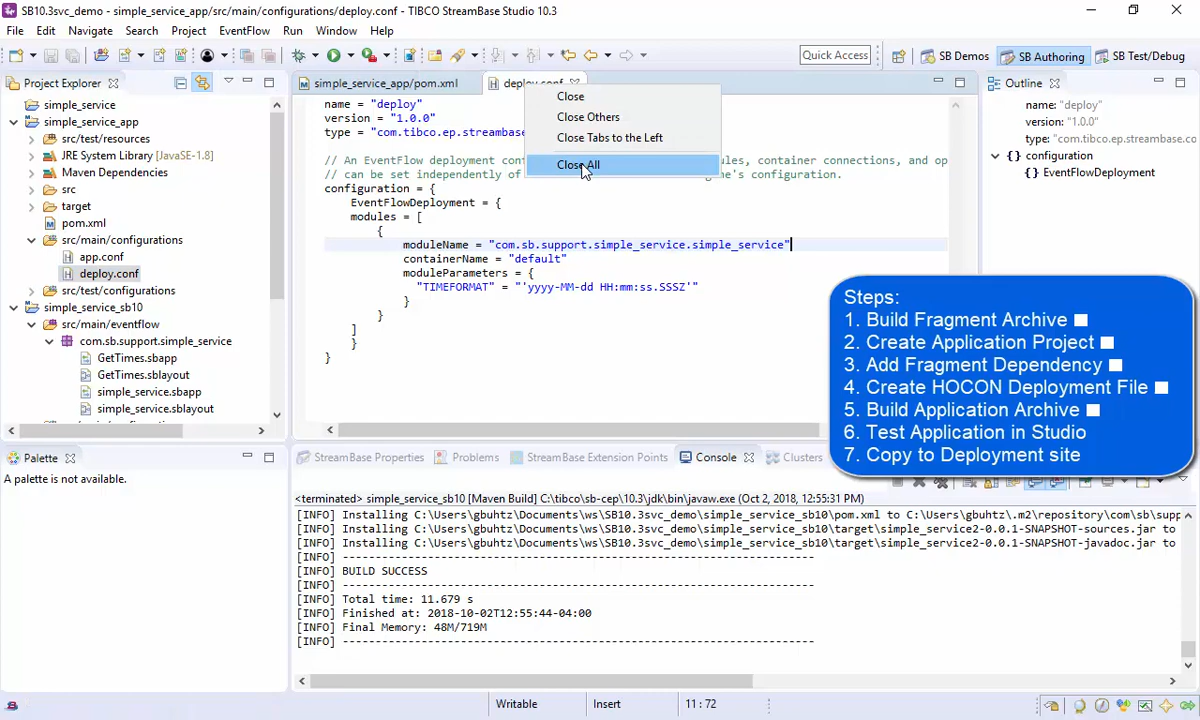 SB10.3svc_demo - simple_service_app/src/main/configurations/deploy.conf - TIBCO StreamBase Studio 10.3
File Edit Navigate Search Project EventFlow Run Window Help
Quick Access
SB Demos
SB Authoring
SB Test/Debug
Project Explorer
simple_service
simple_service_app
src/test/resources
JRE System Library [JavaSE-1.8]
Maven Dependencies
src
target
pom.xml
src/main/configurations
app.conf
deploy.conf
src/test/configurations
simple_service_sb10
src/main/eventflow
com.sb.support.simple_service
GetTimes.sbapp
GetTimes.sblayout
simple_service.sbapp
simple_service.sblayout
Palette
A palette is not available.
simple_service_app/pom.xml
deploy.conf
Close
Close Others
Close Tabs to the Left
Close All
name = "deploy"
version = "1.0.0"
type = "com.tibco.ep.streambase
// An EventFlow deployment con ules, container connections, and op
// can be set independently of ne's configuration.
configuration = {
EventFlowDeployment = {
modules = [
{
moduleName = "com.sb.support.simple_service.simple_service"
containerName = "default"
moduleParameters = {
"TIMEFORMAT" = "'yyyy-MM-dd HH:mm:ss.SSSZ'"
}
}
]
}
}
Outline
name: "deploy"
version: "1.0.0"
type: "com.tibco.ep.streambase.co
{} configuration
{} EventFlowDeployment
Steps:
1. Build Fragment Archive
2. Create Application Project
3. Add Fragment Dependency
4. Create HOCON Deployment File
5. Build Application Archive
6. Test Application in Studio
7. Copy to Deployment site
StreamBase Properties
Problems
StreamBase Extension Points
Console
Clusters
<terminated> simple_service_sb10 [Maven Build] C:\tibco\sb-cep\10.3\jdk\bin\javaw.exe (Oct 2, 2018, 12:55:31 PM)
[INFO] Installing C:\Users\gbuhtz\Documents\ws\SB10.3svc_demo\simple_service_sb10\pom.xml to C:\Users\gbuhtz\.m2\repository\com\sb\supp
[INFO] Installing C:\Users\gbuhtz\Documents\ws\SB10.3svc_demo\simple_service_sb10\target\simple_service2-0.0.1-SNAPSHOT-sources.jar to
[INFO] Installing C:\Users\gbuhtz\Documents\ws\SB10.3svc_demo\simple_service_sb10\target\simple_service2-0.0.1-SNAPSHOT-javadoc.jar to
[INFO] ------------------------------------------------------------------------
[INFO] BUILD SUCCESS
[INFO] ------------------------------------------------------------------------
[INFO] Total time: 11.679 s
[INFO] Finished at: 2018-10-02T12:55:44-04:00
[INFO] Final Memory: 48M/719M
[INFO] ------------------------------------------------------------------------
Writable
Insert
11 : 72